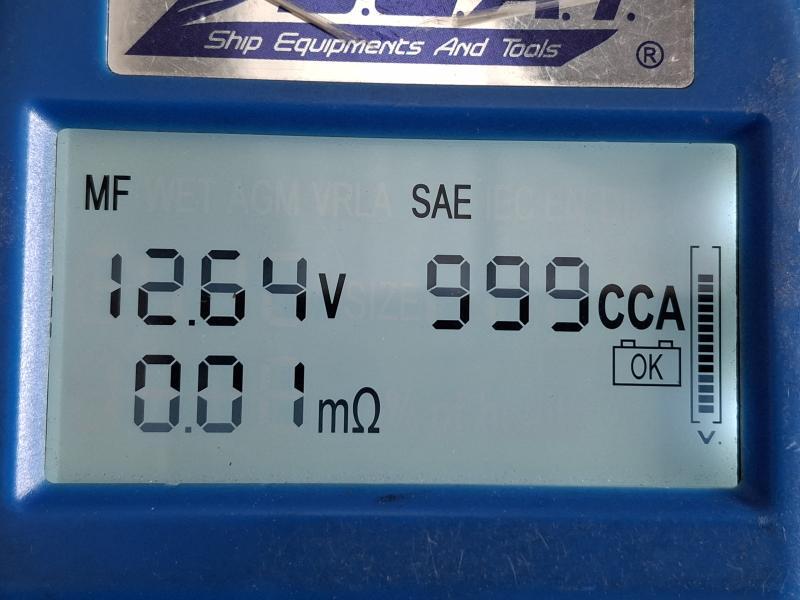 Ship Equipments And Tools ®
MF SAE
12.64V 999CCA
OK
0.01mΩ